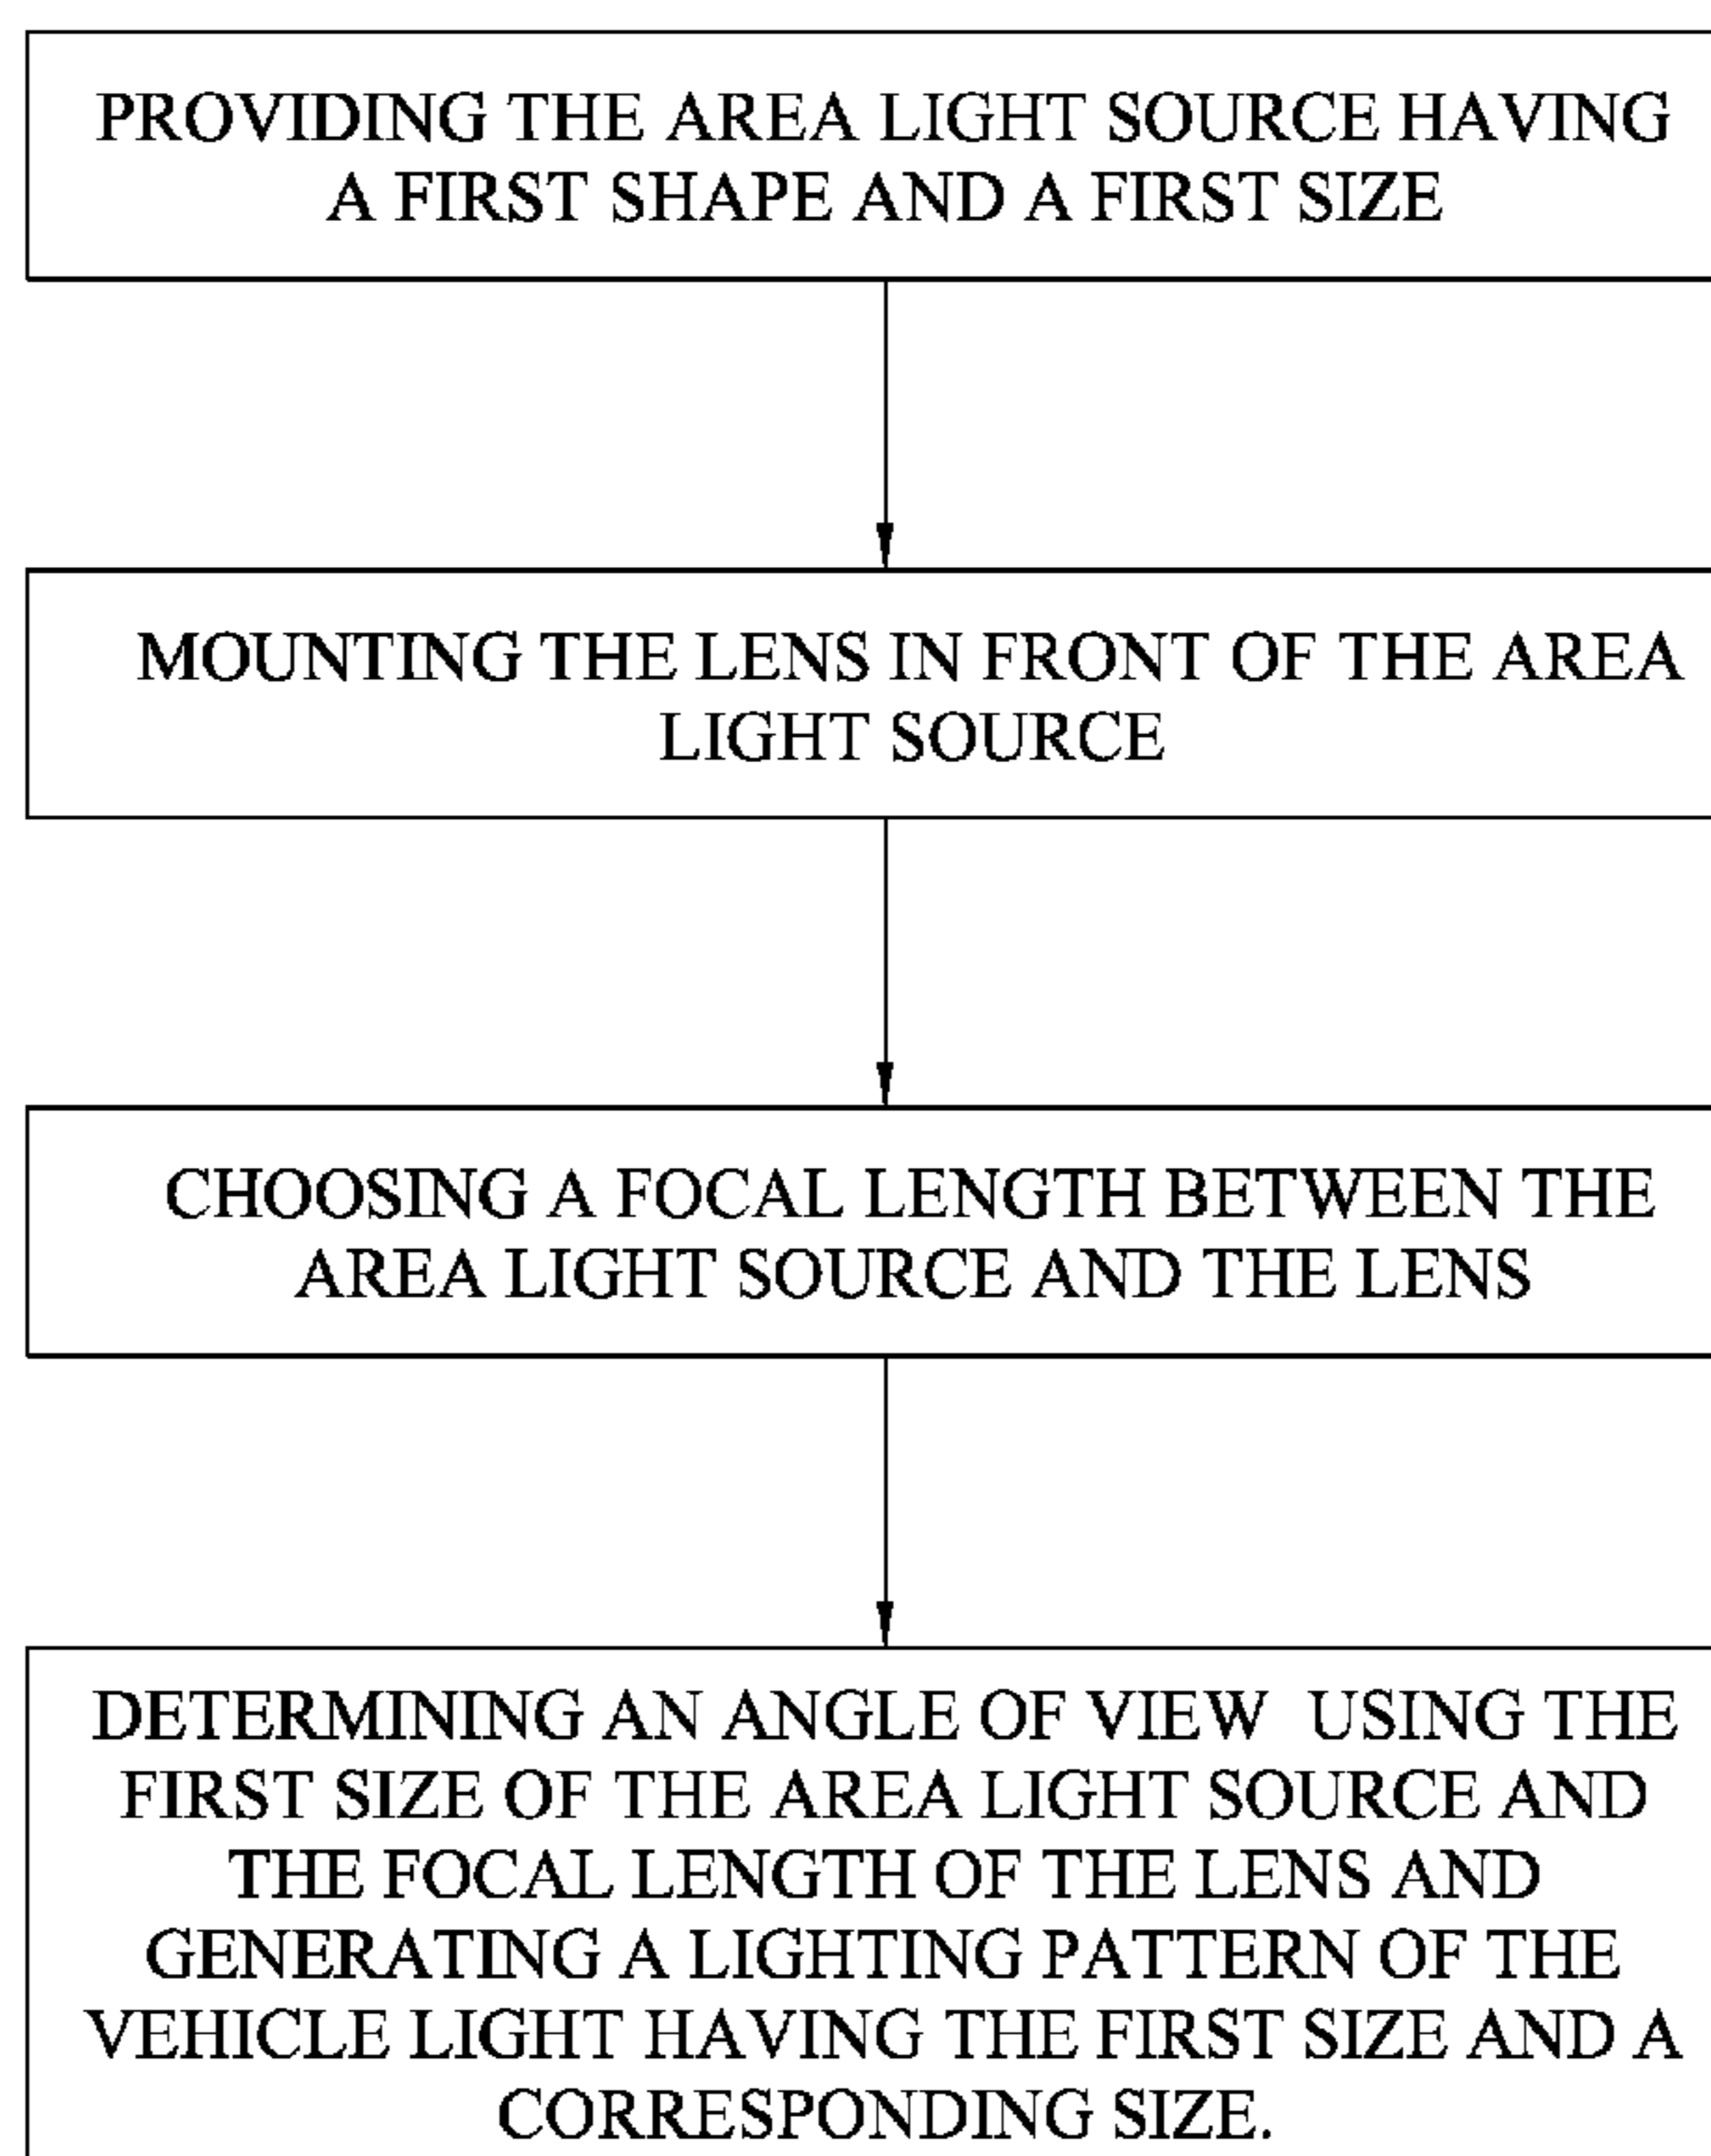 PROVIDING THE AREA LIGHT SOURCE HAVING
A FIRST SHAPE AND A FIRST SIZE
MOUNTING THE LENS IN FRONT OF THE AREA
LIGHT SOURCE
CHOOSING A FOCAL LENGTH BETWEEN THE
AREA LIGHT SOURCE AND THE LENS
DETERMINING AN ANGLE OF VIEW USING THE
FIRST SIZE OF THE AREA LIGHT SOURCE AND
THE FOCAL LENGTH OF THE LENS AND
GENERATING A LIGHTING PATTERN OF THE
VEHICLE LIGHT HAVING THE FIRST SIZE AND A
CORRESPONDING SIZE.